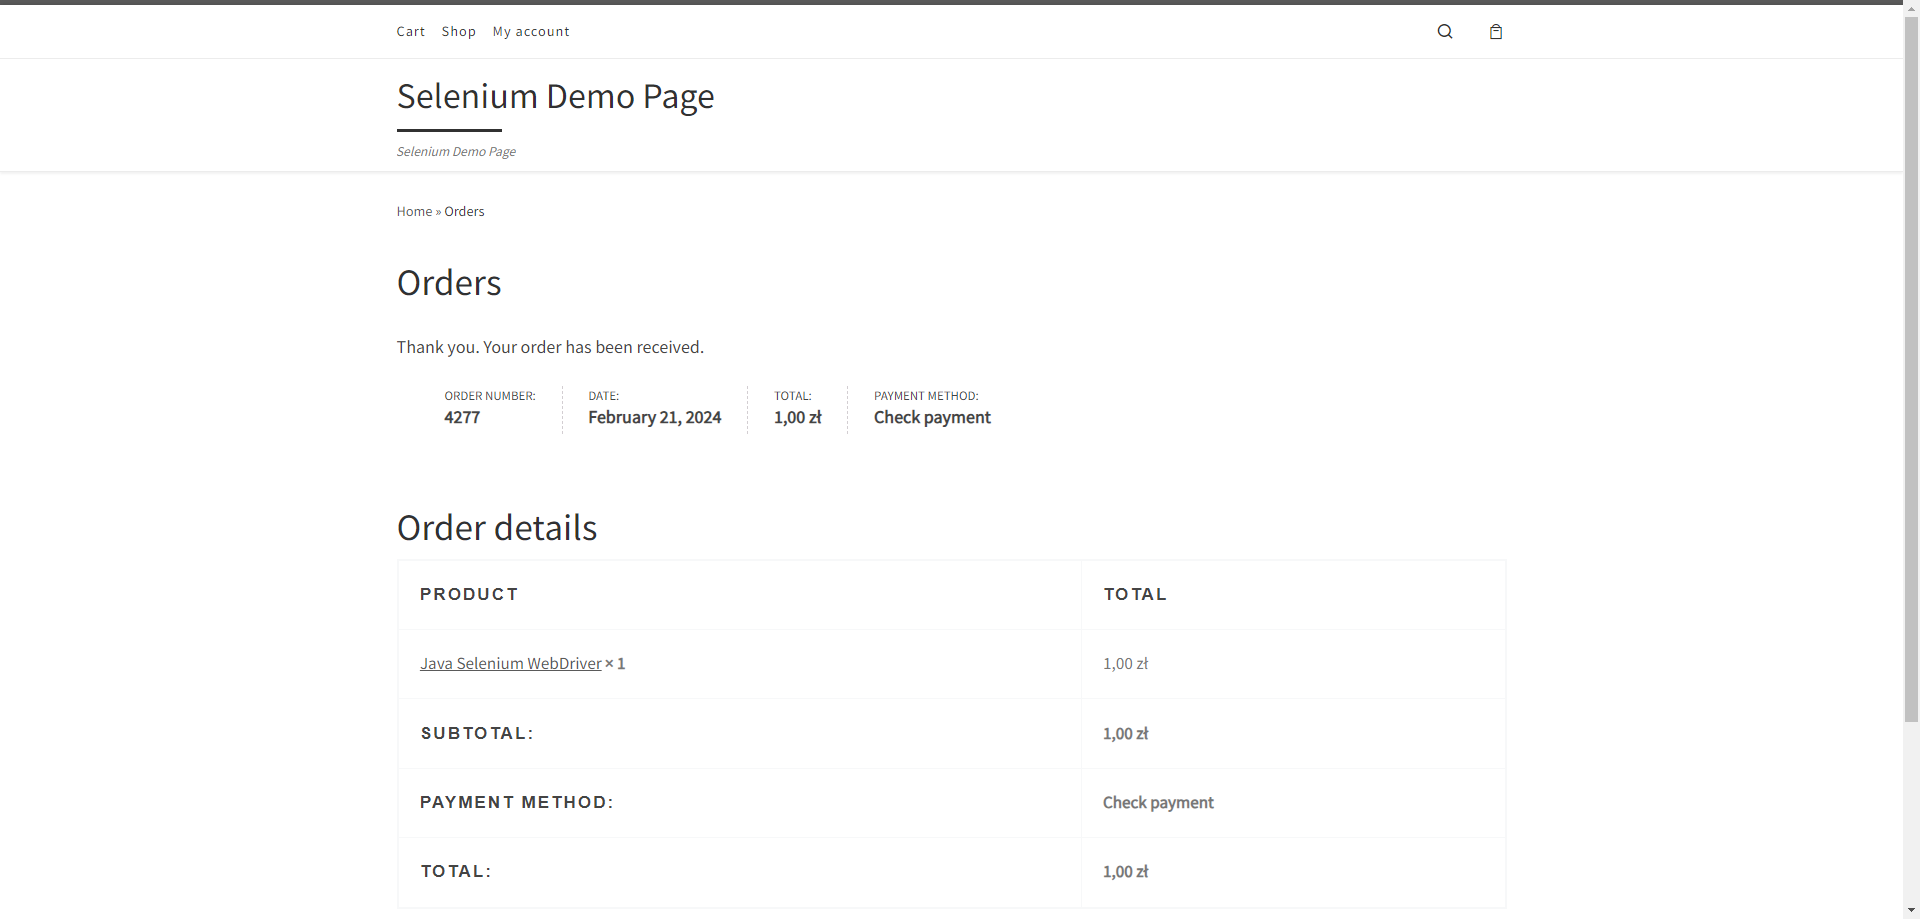 Cart Shop My account
Selenium Demo Page
Selenium Demo Page
Home » Orders
Orders
Thank you. Your order has been received.
ORDER NUMBER: DATE: TOTAL: PAYMENT METHOD:
4277 February 21, 2024 1,00 zł Check payment
Order details
PRODUCT TOTAL
Java Selenium WebDriver × 1 1,00 zł
SUBTOTAL: 1,00 zł
PAYMENT METHOD: Check payment
TOTAL: 1,00 zł